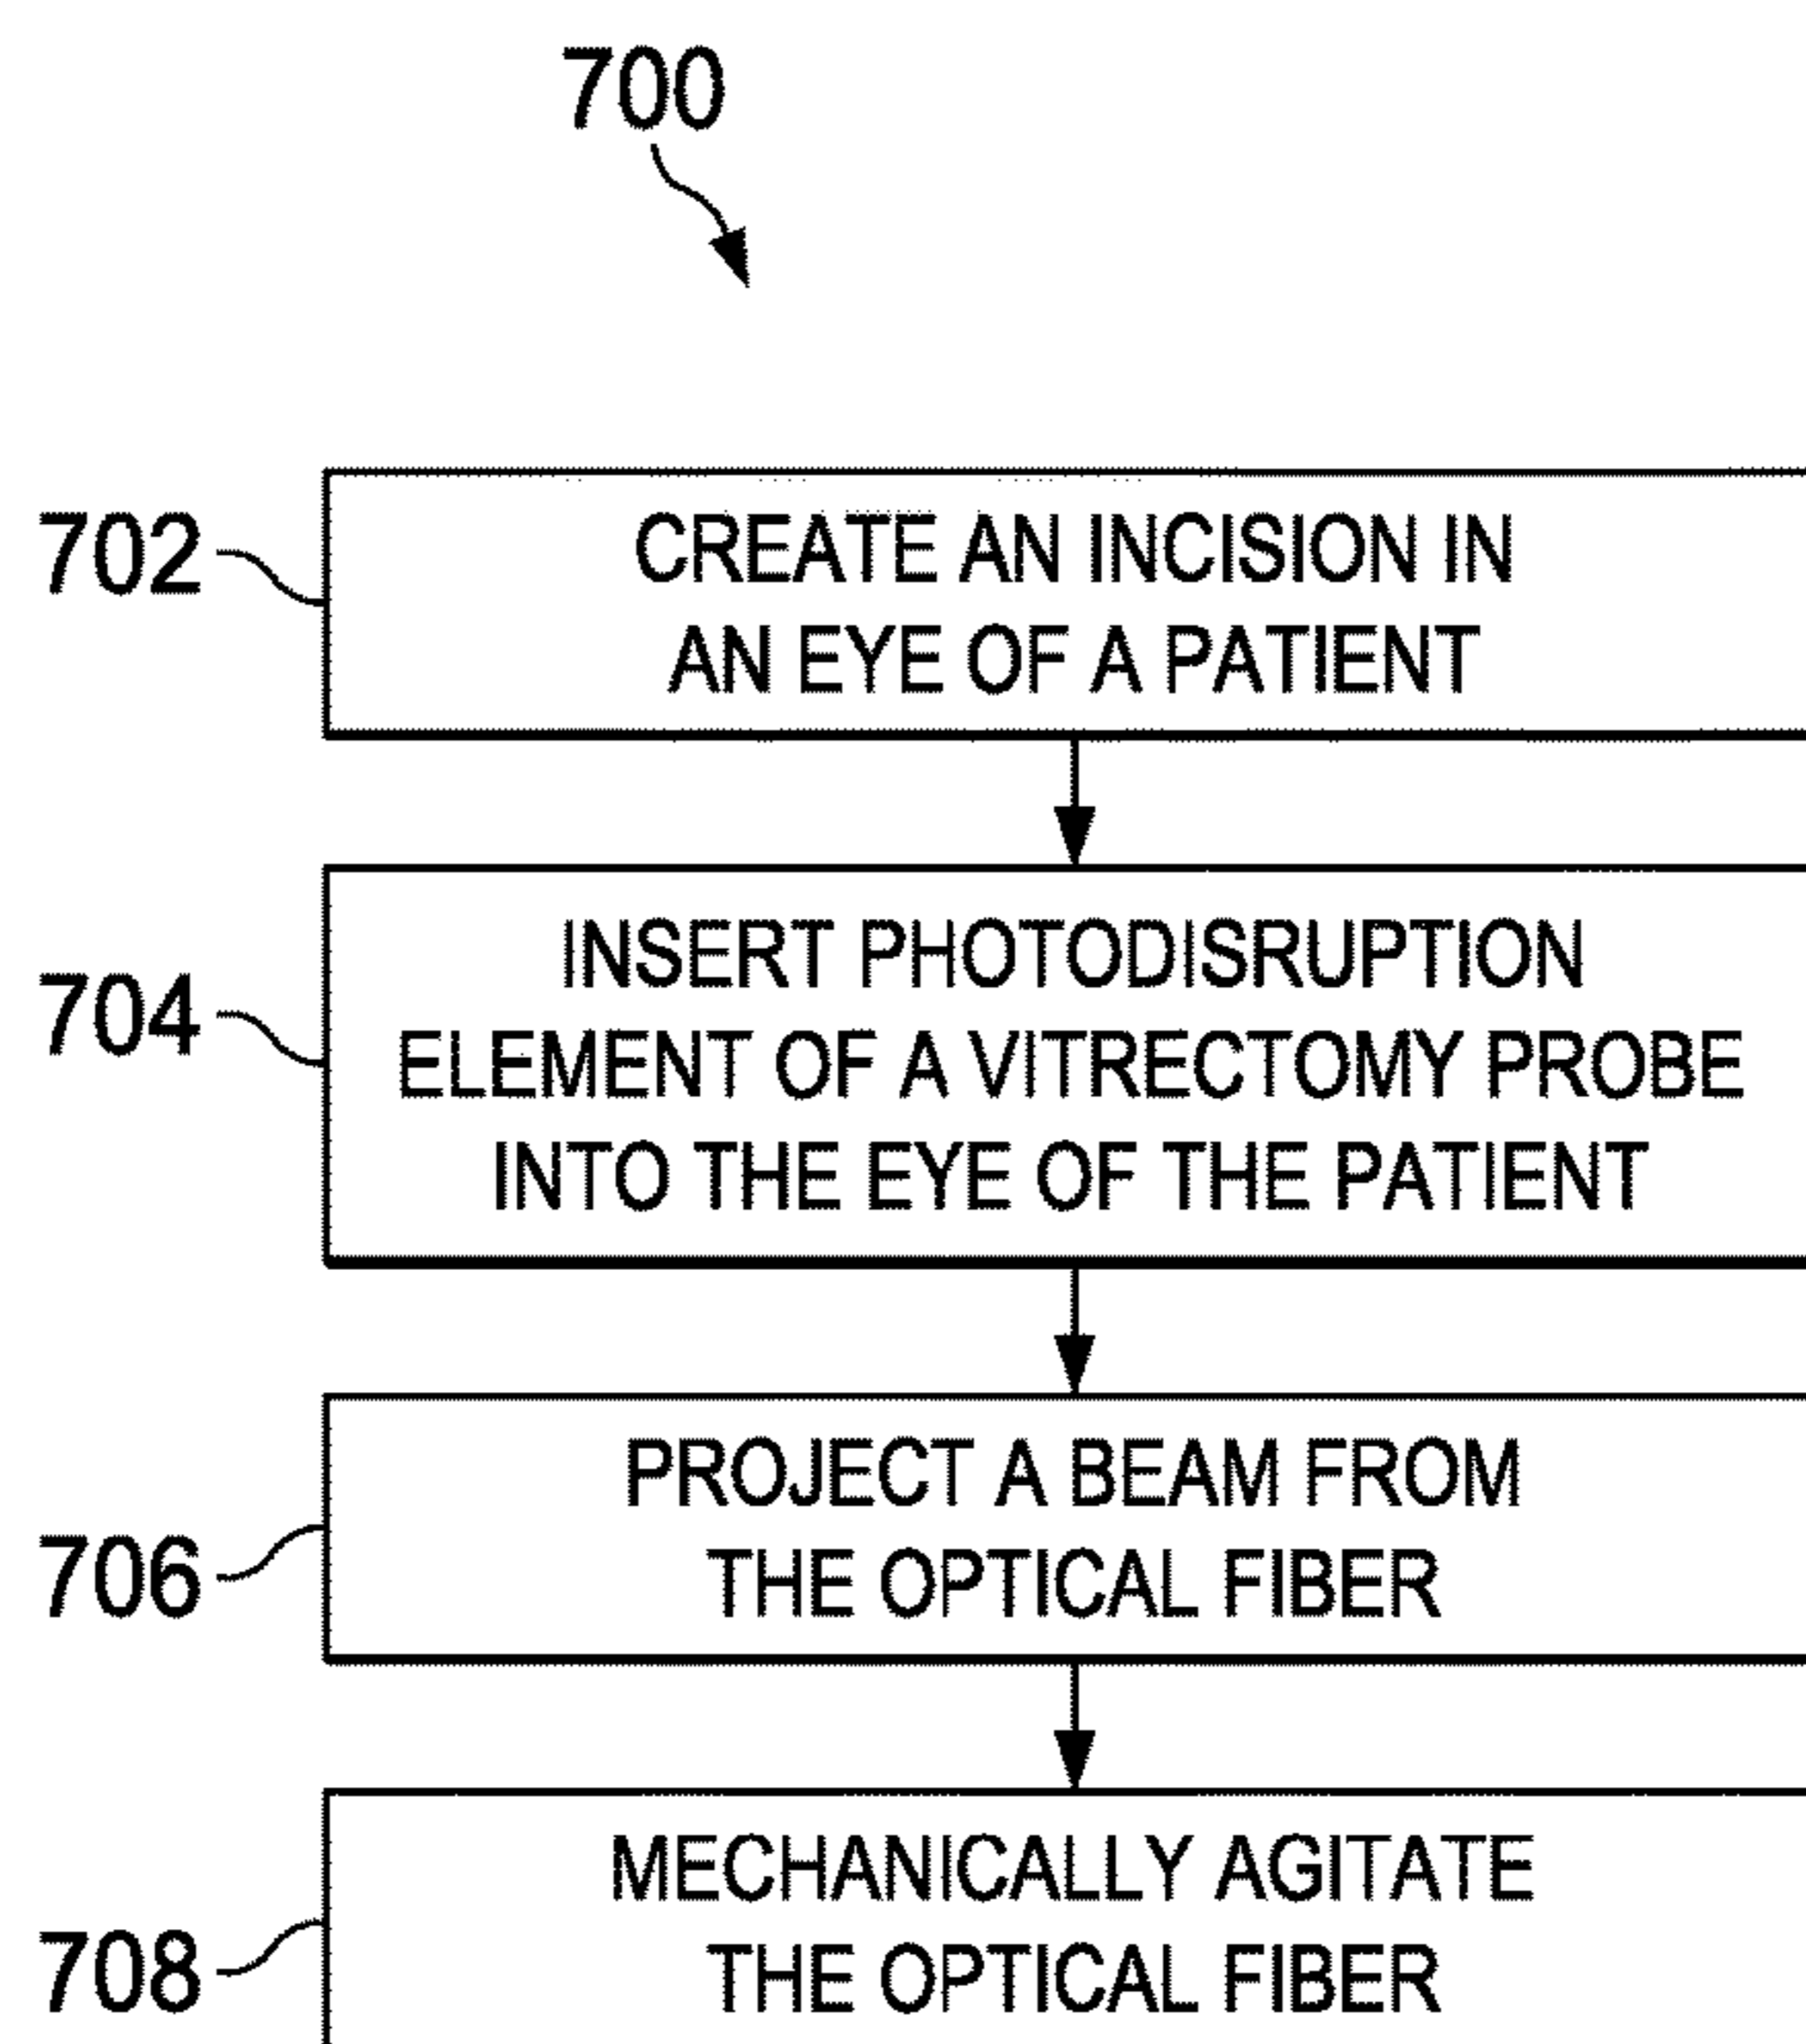 700
702
CREATE AN INCISION IN
AN EYE OF A PATIENT
704
INSERT PHOTODISRUPTION
ELEMENT OF A VITRECTOMY PROBE
INTO THE EYE OF THE PATIENT
706
PROJECT A BEAM FROM
THE OPTICAL FIBER
708
MECHANICALLY AGITATE
THE OPTICAL FIBER